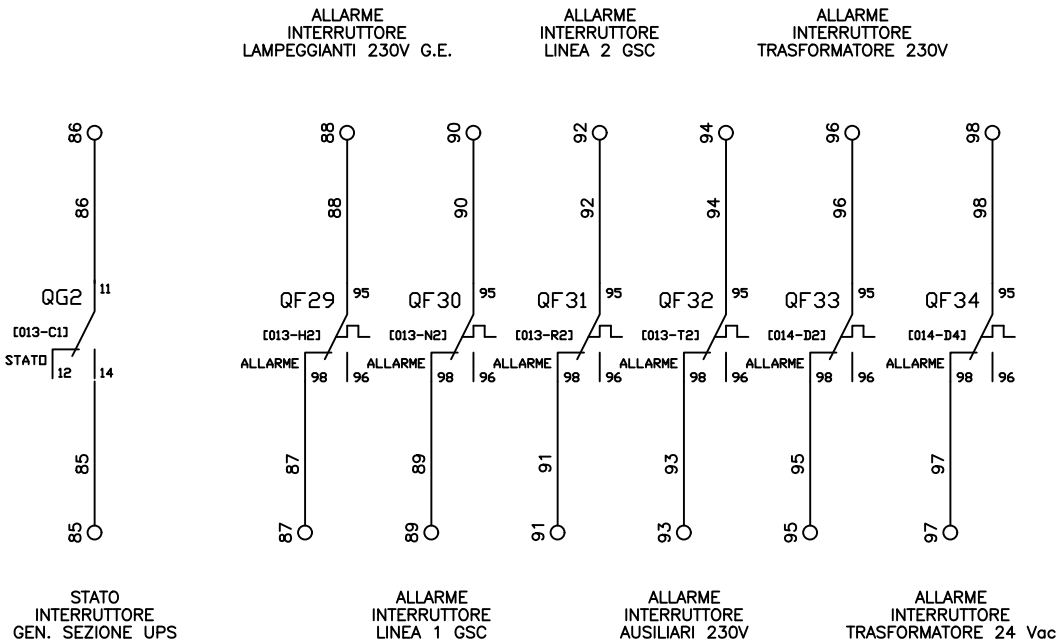 ALLARME
INTERRUTTORE
LAMPEGGIANTI 230V G.E.
ALLARME
INTERRUTTORE
LINEA 2 GSC
ALLARME
INTERRUTTORE
TRASFORMATORE 230V
86
88
90
92
94
96
98
86
88
90
92
94
96
98
QG2
11
[013-C1]
STATO
12
14
QF29
95
[013-H2]
ALLARME
98
96
QF30
95
[013-N2]
ALLARME
98
96
QF31
95
[013-R2]
ALLARME
98
96
QF32
95
[013-T2]
ALLARME
98
96
QF33
95
[014-D2]
ALLARME
98
96
QF34
95
[014-D4]
ALLARME
98
96
85
87
89
91
93
95
97
85
87
89
91
93
95
97
STATO
INTERRUTTORE
GEN. SEZIONE UPS
ALLARME
INTERRUTTORE
LINEA 1 GSC
ALLARME
INTERRUTTORE
AUSILIARI 230V
ALLARME
INTERRUTTORE
TRASFORMATORE 24 Vac